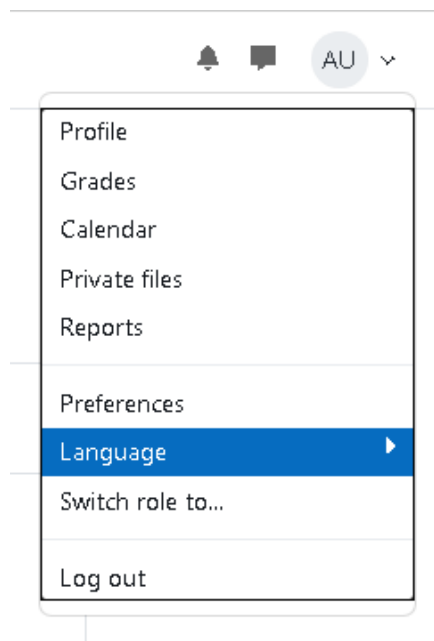 AU
Profile
Grades
Calendar
Private files
Reports
Preferences
Language
Switch role to...
Log out